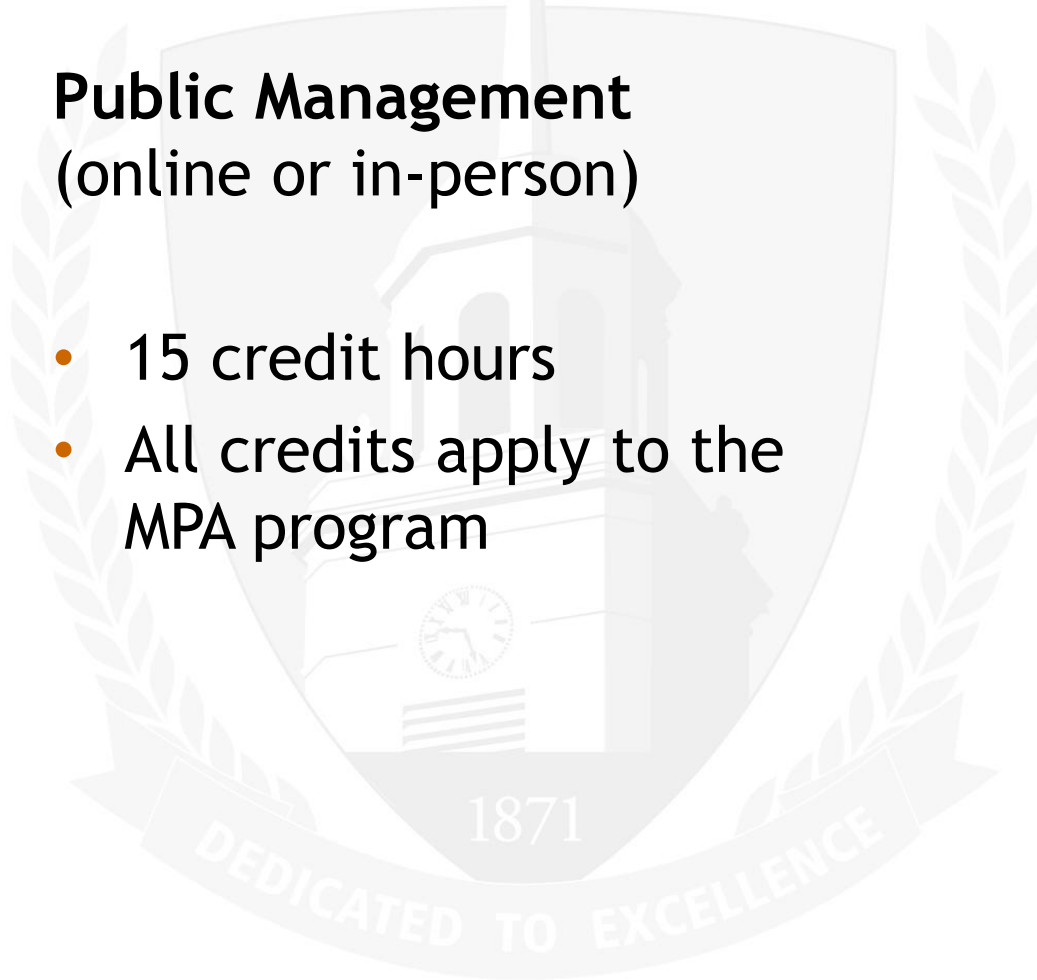 Public Management
(online or in-person)
• 15 credit hours
• All credits apply to the
MPA program
1871
DEDICATED TO EXCELLENCE